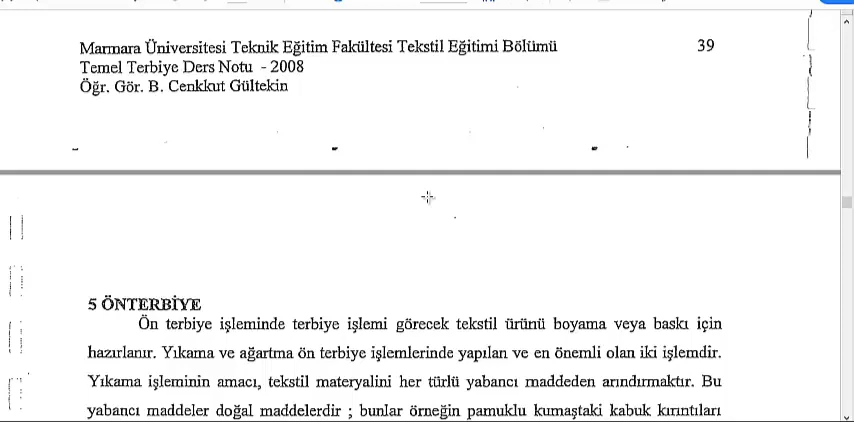 Marmara Üniversitesi Teknik Eğitim Fakültesi Tekstil Eğitimi Bölümü 39
Temel Terbiye Ders Notu - 2008
Öğr. Gör. B. Cenkkut Gültekin
5 ÖNTERBİYE
Ön terbiye işleminde terbiye işlemi görecek tekstil ürünü boyama veya baskı için
hazırlanır. Yıkama ve ağartma ön terbiye işlemlerinde yapılan ve en önemli olan iki işlemdir.
Yıkama işleminin amacı, tekstil materyalini her türlü yabancı maddeden arındırmaktır. Bu
yabancı maddeler doğal maddelerdir ; bunlar örneğin pamuklu kumaştaki kabuk kırıntıları